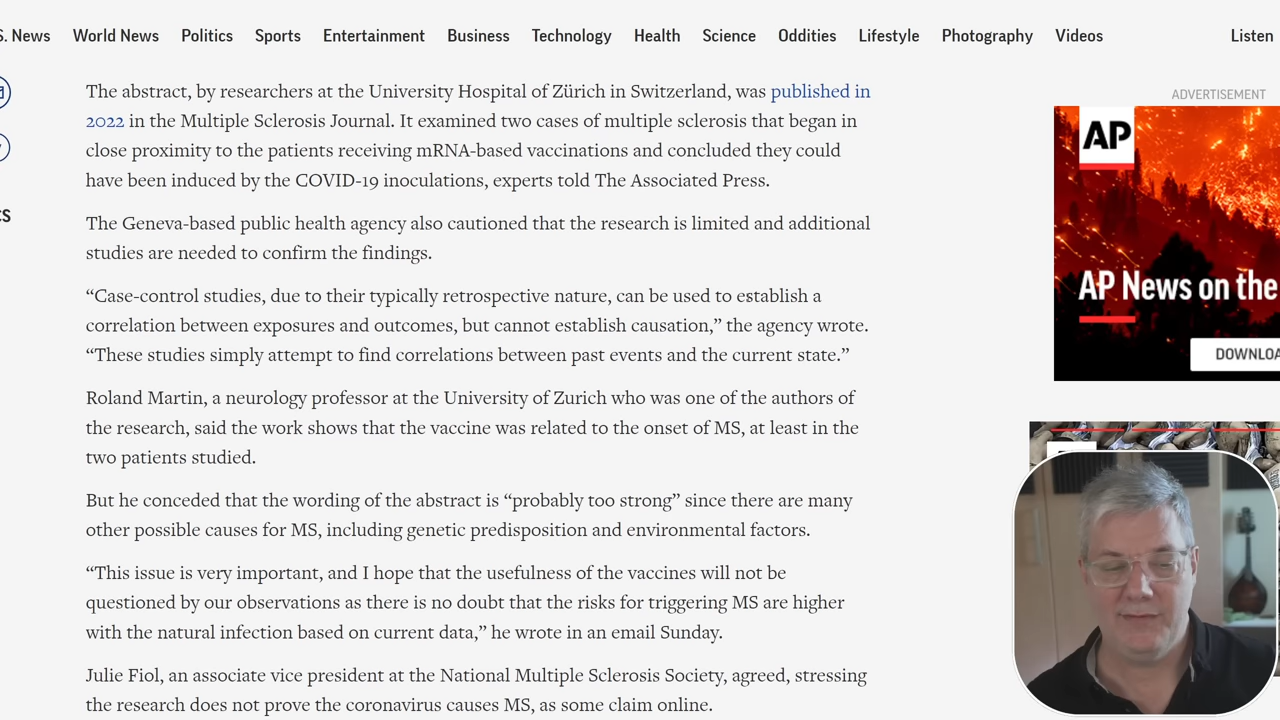 S. News World News Politics Sports Entertainment Business Technology Health Science Oddities Lifestyle Photography Videos Listen
The abstract, by researchers at the University Hospital of Zürich in Switzerland, was published in
2022 in the Multiple Sclerosis Journal. It examined two cases of multiple sclerosis that began in
close proximity to the patients receiving mRNA-based vaccinations and concluded they could
have been induced by the COVID-19 inoculations, experts told The Associated Press.
The Geneva-based public health agency also cautioned that the research is limited and additional
studies are needed to confirm the findings.
“Case-control studies, due to their typically retrospective nature, can be used to establish a
correlation between exposures and outcomes, but cannot establish causation,” the agency wrote.
“These studies simply attempt to find correlations between past events and the current state.”
Roland Martin, a neurology professor at the University of Zurich who was one of the authors of
the research, said the work shows that the vaccine was related to the onset of MS, at least in the
two patients studied.
But he conceded that the wording of the abstract is “probably too strong” since there are many
other possible causes for MS, including genetic predisposition and environmental factors.
“This issue is very important, and I hope that the usefulness of the vaccines will not be
questioned by our observations as there is no doubt that the risks for triggering MS are higher
with the natural infection based on current data,” he wrote in an email Sunday.
Julie Fiol, an associate vice president at the National Multiple Sclerosis Society, agreed, stressing
the research does not prove the coronavirus causes MS, as some claim online.
ADVERTISEMENT
AP
AP News on the
DOWNLOA